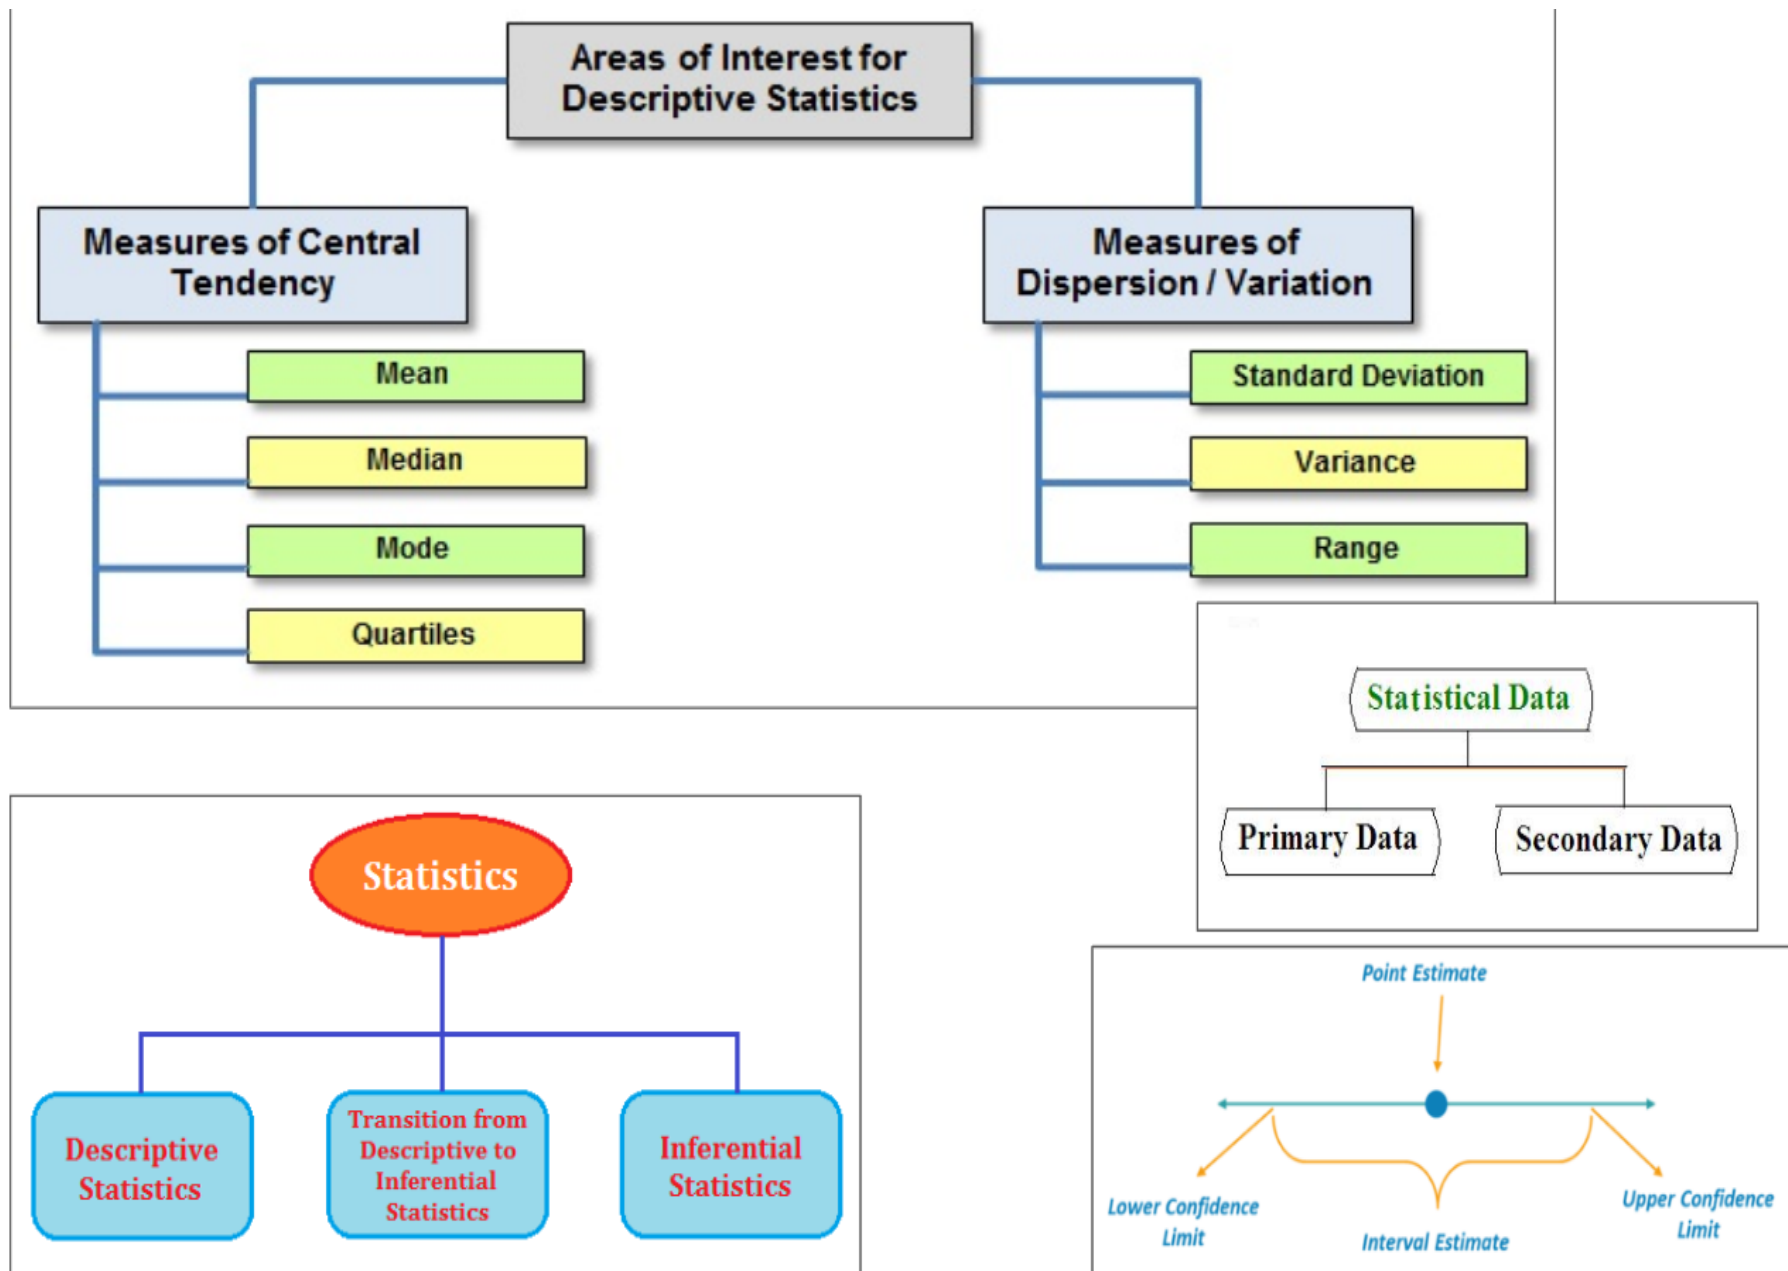 Areas of Interest for
Descriptive Statistics
Measures of Central
Tendency
Mean
Median
Mode
Quartiles
Measures of
Dispersion / Variation
Standard Deviation
Variance
Range
Statistical Data
Primary Data
Secondary Data
Statistics
Descriptive
Statistics
Transition from
Descriptive to
Inferential
Statistics
Inferential
Statistics
Point Estimate
Lower Confidence
Limit
Interval Estimate
Upper Confidence
Limit